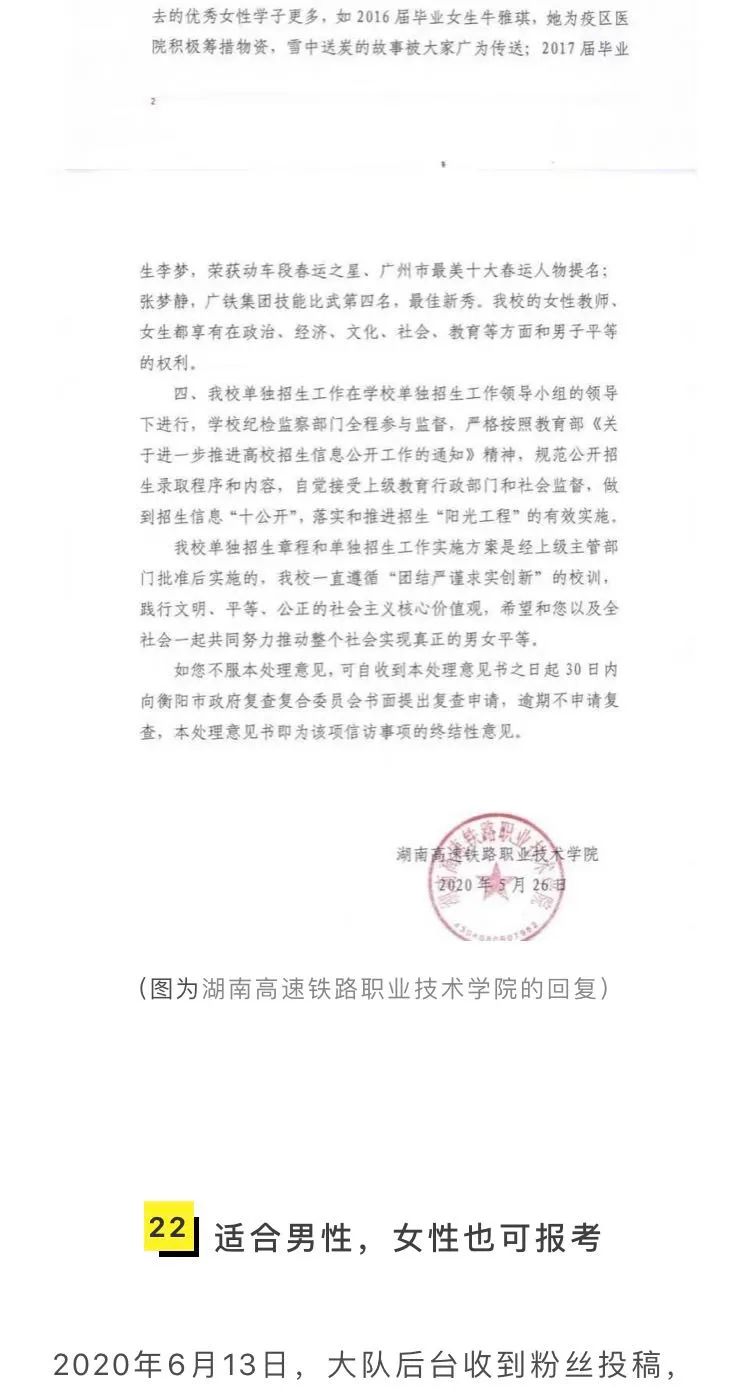 去的优秀女性学子更多，如 2016 届毕业女生牛雅琪，她为疫区医
院积极筹措物资，雪中送炭的故事被大家广为传送；2017 届毕业
2
生李梦，荣获动车段春运之星、广州市最美十大春运人物提名；
张梦静，广铁集团技能比武第四名，最佳新秀。我校的女性教师、
女生都享有在政治、经济、文化、社会、教育等方面和男子平等
的权利。
四、我校单独招生工作在学校单独招生工作领导小组的领导
下进行，学校纪检监察部门全程参与监督，严格按照教育部《关
于进一步推进高校招生信息公开工作的通知》精神，规范公开招
生录取程序和内容，自觉接受上级教育行政部门和社会监督，做
到招生信息“十公开”，落实和推进招生“阳光工程”的有效实施。
我校单独招生章程和单独招生工作实施方案是经上级主管部
门批准后实施的，我校一直遵循“团结严谨求实创新”的校训，
践行文明、平等、公正的社会主义核心价值观，希望和您以及全
社会一起共同努力推动整个社会实现真正的男女平等。
如您不服本处理意见，可自收到本处理意见书之日起 30 日内
向衡阳市政府复查复合委员会书面提出复查申请，逾期不申请复
查，本处理意见书即为该项信访事项的终结性意见。
湖南高速铁路职业技术学院
2020 年 5 月 26 日
湖南高速铁路职业技术学院
（图为湖南高速铁路职业技术学院的回复）
22 适合男性，女性也可报考
2020年6月13日，大队后台收到粉丝投稿，